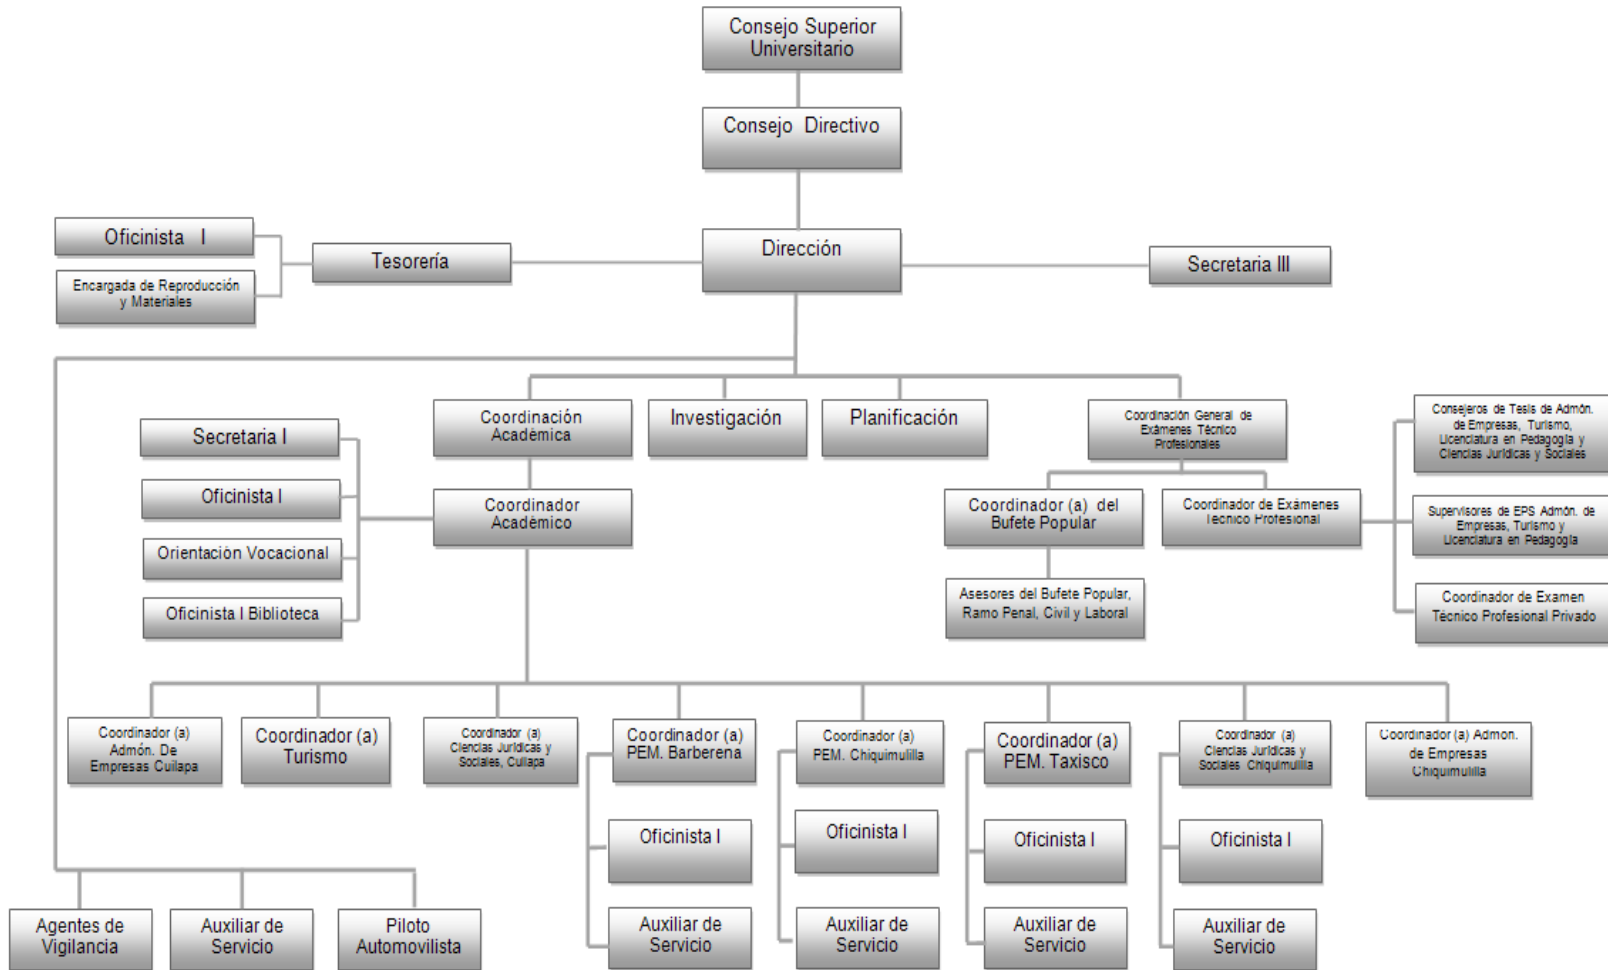 Consejo Superior
Universitario
Consejo Directivo
Oficinista I
Encargada de Reproducción
y Materiales
Tesorería
Dirección
Secretaria III
Coordinación
Académica
Investigación
Planificación
Coordinación General de
Exámenes Técnico
Profesionales
Consejeros de Tesis de Admón.
de Empresas, Turismo,
Licenciatura en Pedagogía y
Ciencias Jurídicas y Sociales
Secretaria I
Oficinista I
Orientación Vocacional
Oficinista I Biblioteca
Coordinador
Académico
Coordinador (a) del
Bufete Popular
Coordinador de Exámenes
Técnico Profesional
Supervisores de EPS Admón. de
Empresas, Turismo y
Licenciatura en Pedagogía
Asesores del Bufete Popular,
Ramo Penal, Civil y Laboral
Coordinador de Examen
Técnico Profesional Privado
Coordinador (a)
Admón. De
Empresas Cuilapa
Coordinador (a)
Turismo
Coordinador (a)
Ciencias Jurídicas y
Sociales, Cuilapa
Coordinador (a)
PEM. Barberena
Coordinador (a)
PEM. Chiquimulilla
Coordinador (a)
PEM. Taxisco
Coordinador (a)
Ciencias Jurídicas y
Sociales Chiquimulilla
Coordinador (a) Admon.
de Empresas
Chiquimulilla
Oficinista I
Oficinista I
Oficinista I
Oficinista I
Agentes de
Vigilancia
Auxiliar de
Servicio
Piloto
Automovilista
Auxiliar de
Servicio
Auxiliar de
Servicio
Auxiliar de
Servicio
Auxiliar de
Servicio